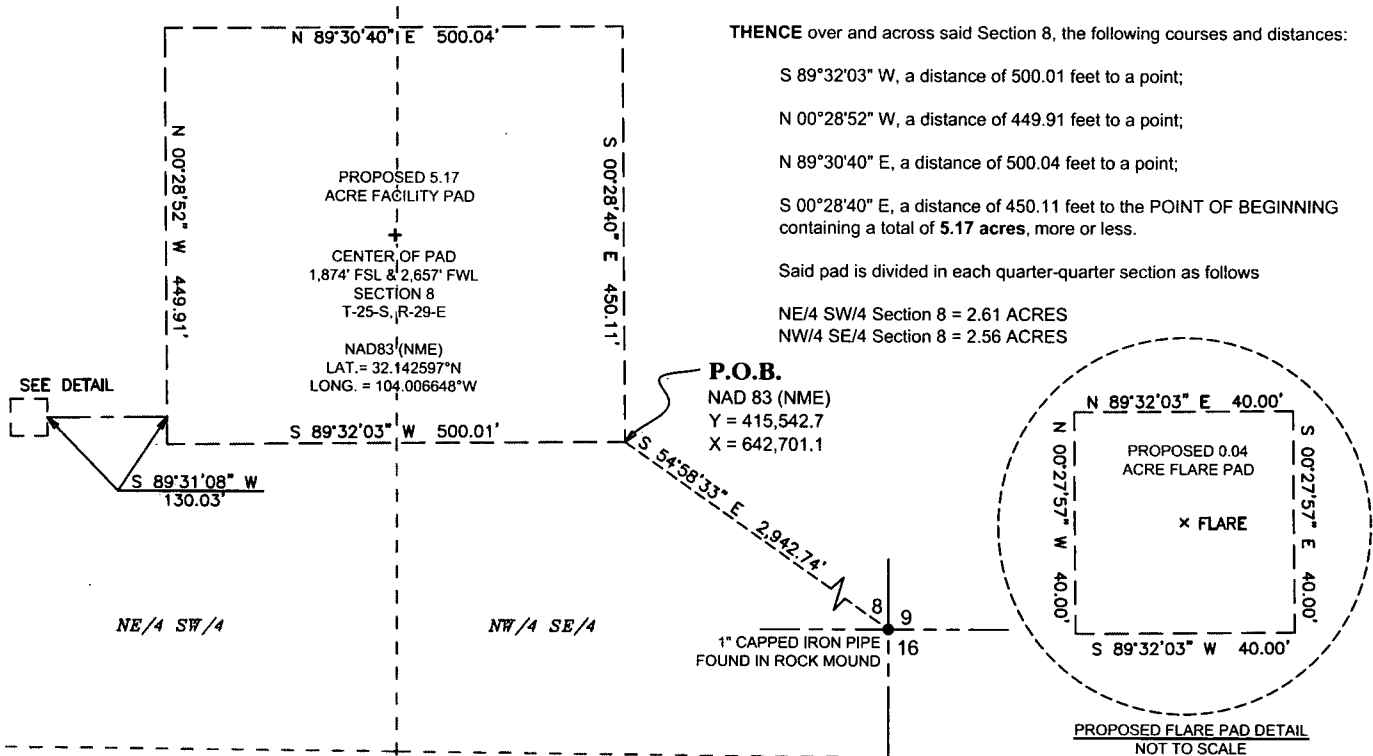 N 89°30'40" E 500.04'
N 00°28'52" W 449.91'
S 00°28'40" E 450.11'
PROPOSED 5.17
ACRE FACILITY PAD
CENTER OF PAD
1,874' FSL & 2,657' FWL
SECTION 8
T-25-S, R-29-E
NAD83 (NME)
LAT.= 32.142597°N
LONG. = 104.006648°W
SEE DETAIL
S 89°32'03" W 500.01'
S 89°31'08" W
130.03'
P.O.B.
NAD 83 (NME)
Y = 415,542.7
X = 642,701.1
S 54°58'33" E 2,942.74'
NE/4 SW/4
NW/4 SE/4
8 9
16
1" CAPPED IRON PIPE
FOUND IN ROCK MOUND
THENCE over and across said Section 8, the following courses and distances:
S 89°32'03" W, a distance of 500.01 feet to a point;
N 00°28'52" W, a distance of 449.91 feet to a point;
N 89°30'40" E, a distance of 500.04 feet to a point;
S 00°28'40" E, a distance of 450.11 feet to the POINT OF BEGINNING
containing a total of 5.17 acres, more or less.
Said pad is divided in each quarter-quarter section as follows
NE/4 SW/4 Section 8 = 2.61 ACRES
NW/4 SE/4 Section 8 = 2.56 ACRES
N 89°32'03" E 40.00'
N 00°27'57" W 40.00'
S 00°27'57" E 40.00'
PROPOSED 0.04
ACRE FLARE PAD
× FLARE
S 89°32'03" W 40.00'
PROPOSED FLARE PAD DETAIL
NOT TO SCALE